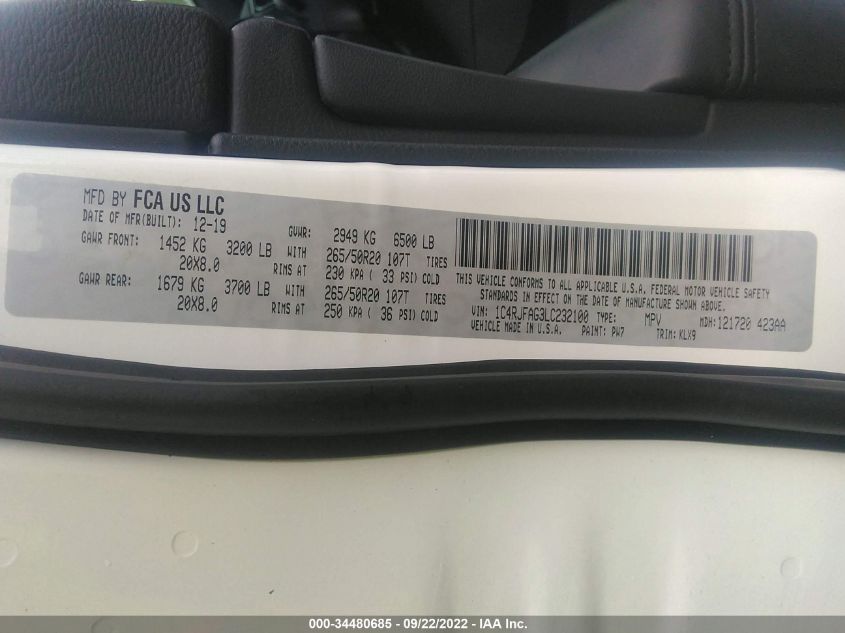 MFD BY FCA US LLC
DATE OF MFR(BUILT): 12-19 GVWR: 2949 KG 6500 LB
GAWR FRONT: 1452 KG 3200 LB WITH 265/50R20 107T TIRES
20X8.0 RIMS AT 230 KPA ( 33 PSI) COLD
GAWR REAR: 1679 KG 3700 LB WITH 265/50R20 107T TIRES
20X8.0 RIMS AT 250 KPA ( 36 PSI) COLD
THIS VEHICLE CONFORMS TO ALL APPLICABLE U.S.A. FEDERAL MOTOR VEHICLE SAFETY
STANDARDS IN EFFECT ON THE DATE OF MANUFACTURE SHOWN ABOVE.
VIN: 1C4RJFAG3LC232100 TYPE: MPV MDH:121720 423AA
VEHICLE MADE IN U.S.A. PAINT: PW7 TRIM: KLX9
000-34480685 - 09/22/2022 - IAA Inc.